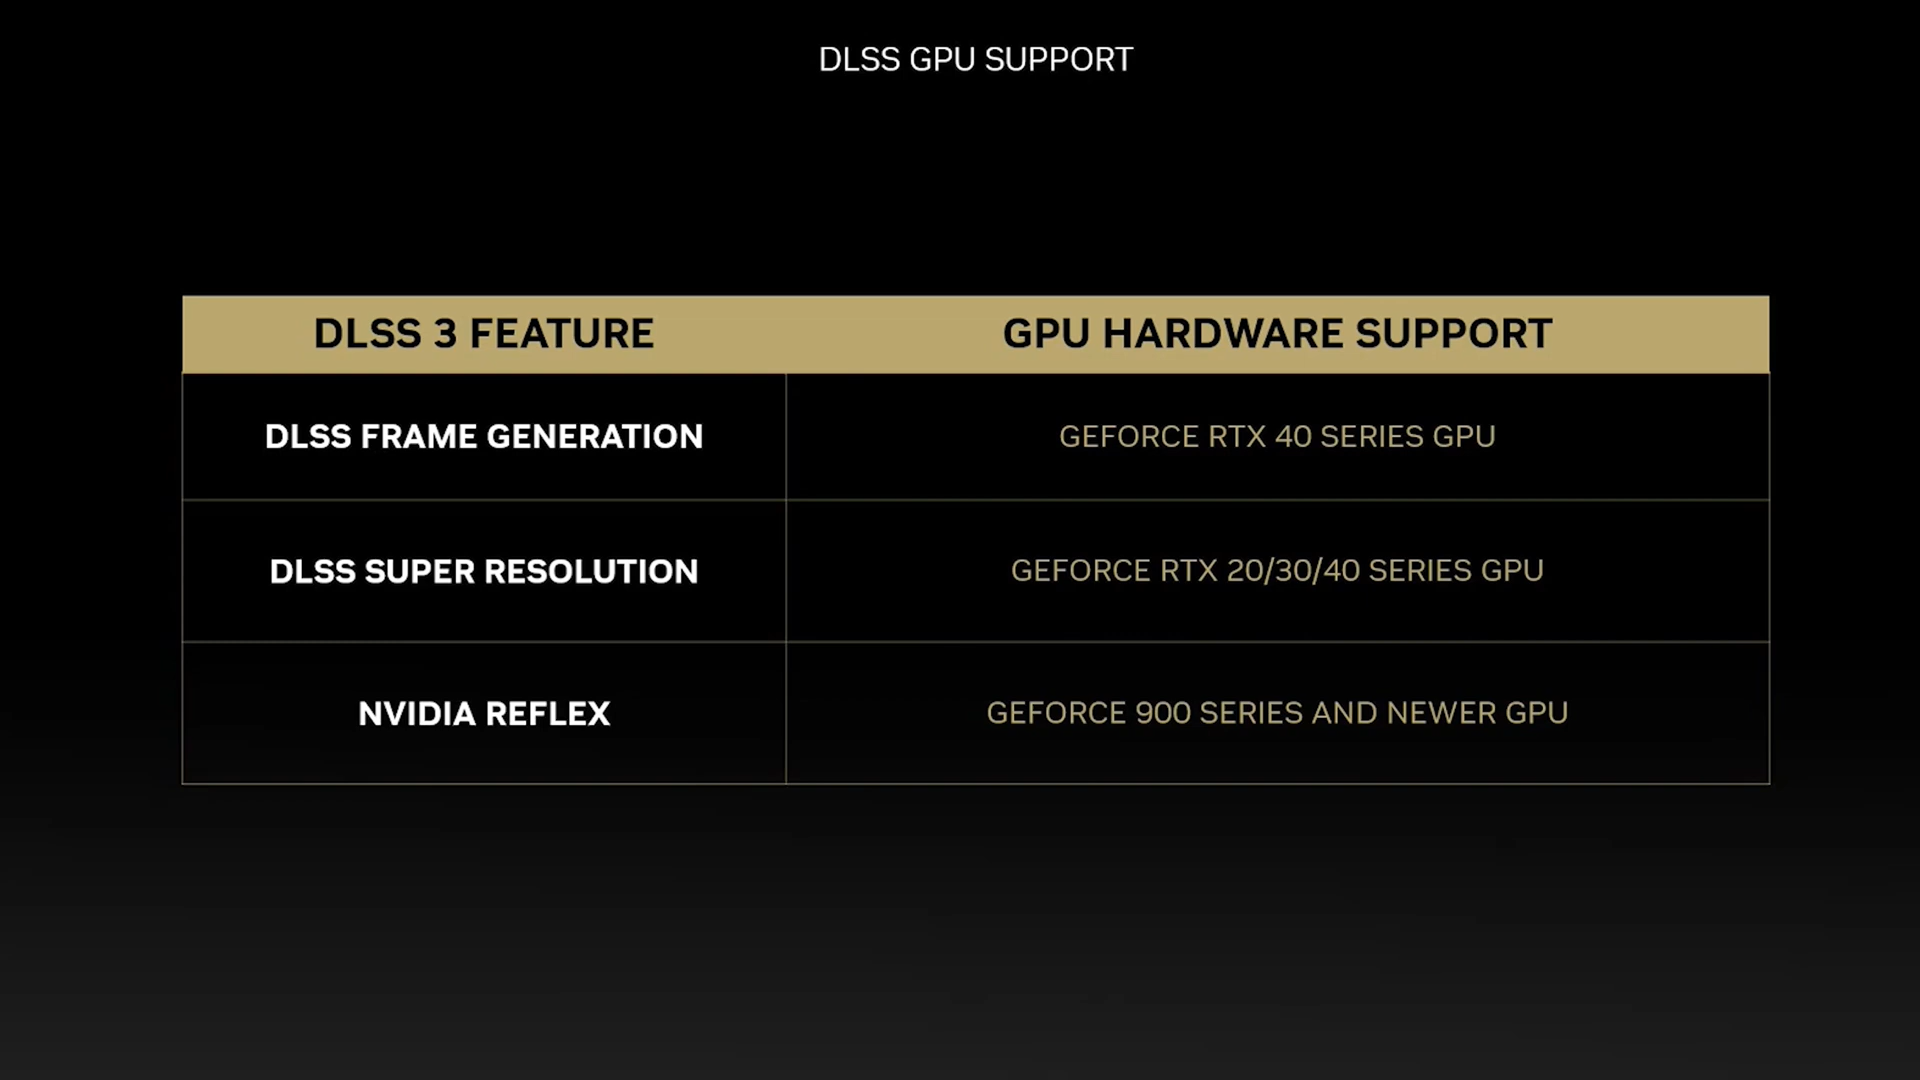 DLSS GPU SUPPORT
DLSS 3 FEATURE
GPU HARDWARE SUPPORT
DLSS FRAME GENERATION
GEFORCE RTX 40 SERIES GPU
DLSS SUPER RESOLUTION
GEFORCE RTX 20/30/40 SERIES GPU
NVIDIA REFLEX
GEFORCE 900 SERIES AND NEWER GPU